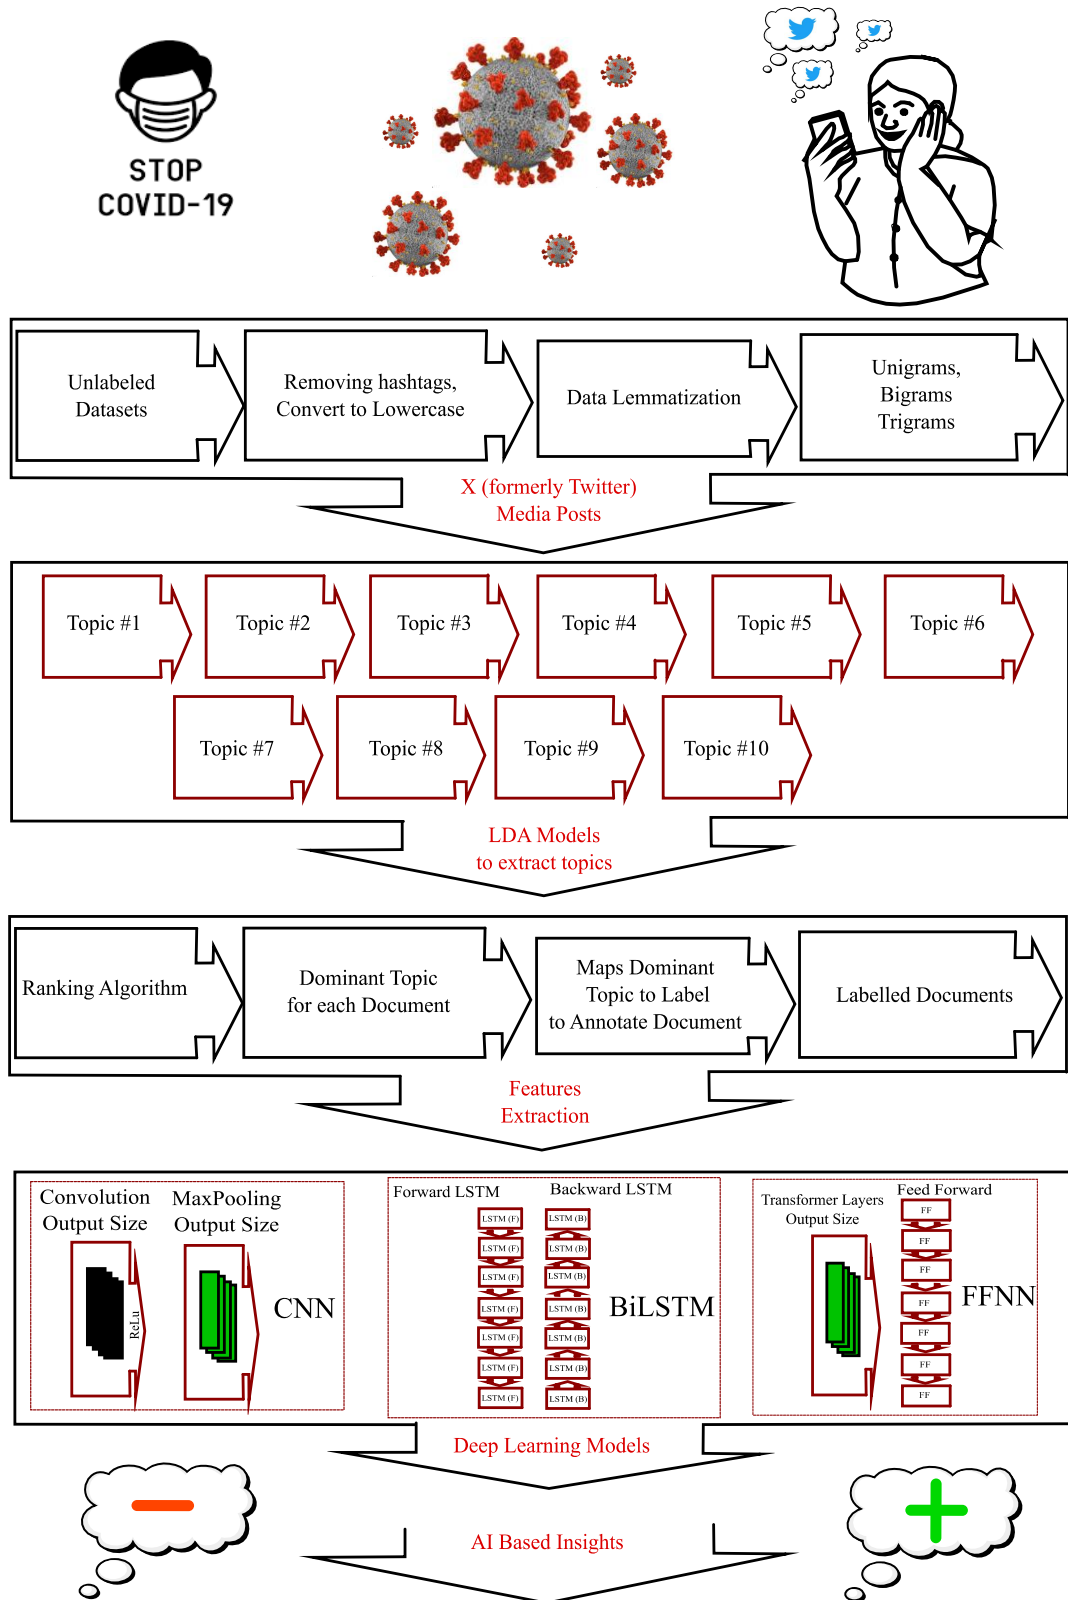 STOP
COVID-19
Unlabeled
Datasets
Removing hashtags,
Convert to Lowercase
Data Lemmatization
Unigrams,
Bigrams
Trigrams
X (formerly Twitter)
Media Posts
Topic #1
Topic #2
Topic #3
Topic #4
Topic #5
Topic #6
Topic #7
Topic #8
Topic #9
Topic #10
LDA Models
to extract topics
Ranking Algorithm
Dominant Topic
for each Document
Maps Dominant
Topic to Label
to Annotate Document
Labelled Documents
Features
Extraction
Convolution
Output Size
ReLu
MaxPooling
Output Size
CNN
Forward LSTM
LSTM (F)
LSTM (F)
LSTM (F)
LSTM (F)
LSTM (F)
LSTM (F)
LSTM (F)
Backward LSTM
LSTM (B)
LSTM (B)
LSTM (B)
LSTM (B)
LSTM (B)
LSTM (B)
LSTM (B)
BiLSTM
Transformer Layers
Output Size
Feed Forward
FF
FF
FF
FF
FF
FF
FF
FFNN
Deep Learning Models
AI Based Insights